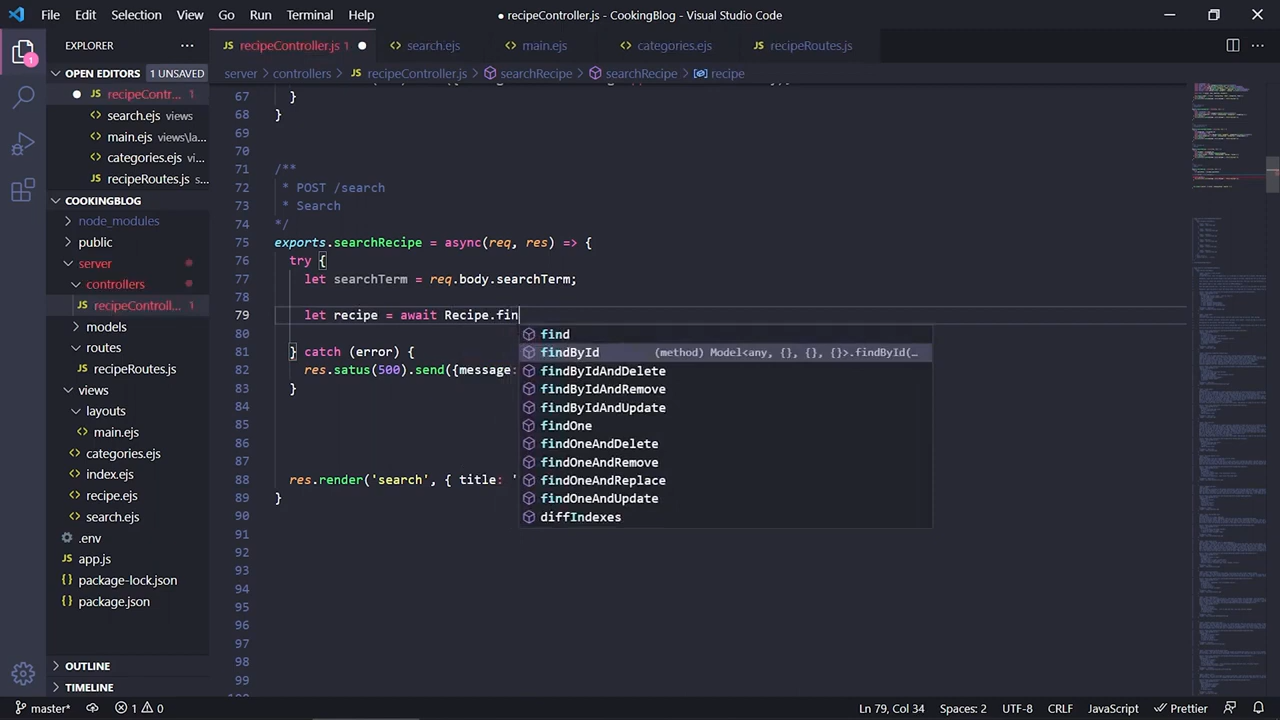 File Edit Selection View Go Run Terminal Help
● recipeController.js - CookingBlog - Visual Studio Code
EXPLORER
OPEN EDITORS 1 UNSAVED
JS recipeContr... 1
search.ejs views
main.ejs views\la...
categories.ejs vi...
JS recipeRoutes.js s...
COOKINGBLOG
node_modules
public
server
controllers
JS recipeControll... 1
models
routes
JS recipeRoutes.js
views
layouts
main.ejs
categories.ejs
index.ejs
recipe.ejs
search.ejs
.env
JS app.js
package-lock.json
package.json
OUTLINE
TIMELINE
JS recipeController.js 1 search.ejs main.ejs categories.ejs JS recipeRoutes.js
server > controllers > JS recipeController.js > searchRecipe > searchRecipe > recipe
67 }
68 }
69
70
71 /**
72 * POST /search
73 * Search
74 */
75 exports.searchRecipe = async(req, res) => {
76 try {
77 let searchTerm = req.body.searchTerm;
78
79 let recipe = await Recipe.fin
80
81 } catch (error) {
82 res.satus(500).send({message
83 }
84
85
86
87
88 res.render('search', { title
89 }
90
91
92
93
94
95
96
97
98
find
findById (method) Model<any, {}, {}>.findById(…
findByIdAndDelete
findByIdAndRemove
findByIdAndUpdate
findOne
findOneAndDelete
findOneAndRemove
findOneAndReplace
findOneAndUpdate
ffIndexes
master* 1 0 Ln 79, Col 34 Spaces: 2 UTF-8 CRLF JavaScript Prettier